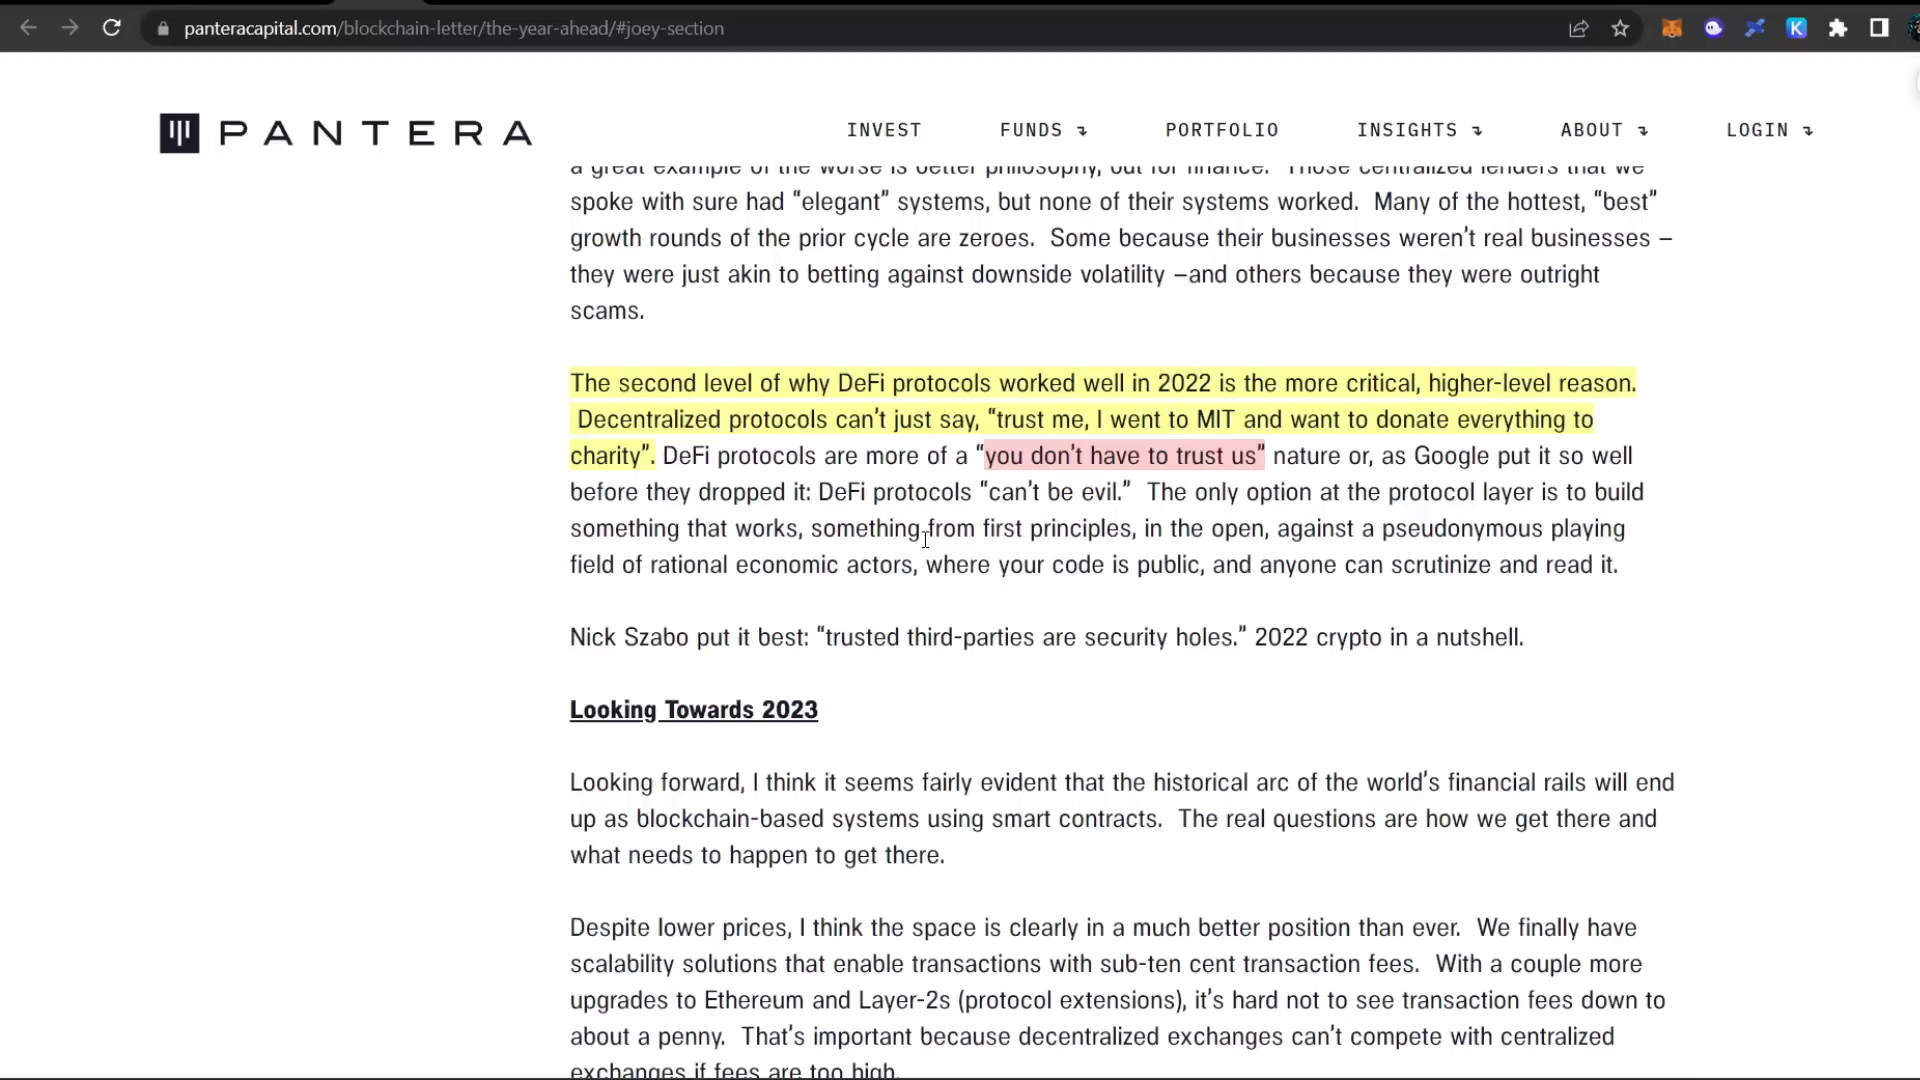 panteracapital.com/blockchain-letter/the-year-ahead/#joey-section
PANTERA
INVEST FUNDS PORTFOLIO INSIGHTS ABOUT LOGIN
a great example of the worse is better philosophy, but for finance.  Those centralized lenders that we
spoke with sure had “elegant” systems, but none of their systems worked.  Many of the hottest, “best”
growth rounds of the prior cycle are zeroes.  Some because their businesses weren’t real businesses –
they were just akin to betting against downside volatility –and others because they were outright
scams.
The second level of why DeFi protocols worked well in 2022 is the more critical, higher-level reason.
Decentralized protocols can’t just say, “trust me, I went to MIT and want to donate everything to
charity”. DeFi protocols are more of a “you don’t have to trust us” nature or, as Google put it so well
before they dropped it: DeFi protocols “can’t be evil.”  The only option at the protocol layer is to build
something that works, something from first principles, in the open, against a pseudonymous playing
field of rational economic actors, where your code is public, and anyone can scrutinize and read it.
Nick Szabo put it best: “trusted third-parties are security holes.” 2022 crypto in a nutshell.
Looking Towards 2023
Looking forward, I think it seems fairly evident that the historical arc of the world’s financial rails will end
up as blockchain-based systems using smart contracts.  The real questions are how we get there and
what needs to happen to get there.
Despite lower prices, I think the space is clearly in a much better position than ever.  We finally have
scalability solutions that enable transactions with sub-ten cent transaction fees.  With a couple more
upgrades to Ethereum and Layer-2s (protocol extensions), it’s hard not to see transaction fees down to
about a penny.  That’s important because decentralized exchanges can’t compete with centralized
exchanges if fees are too high.